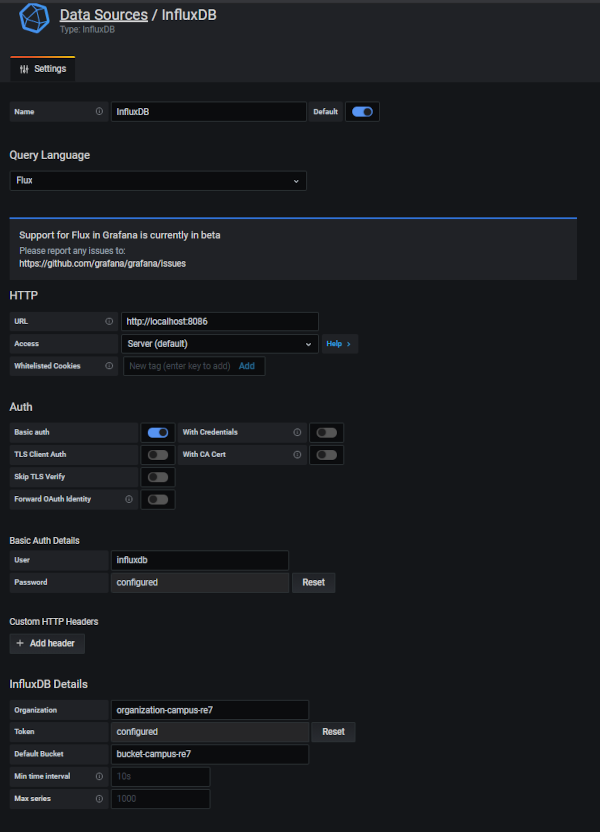 Data Sources / InfluxDB
Type: InfluxDB
Settings
Name InfluxDB Default
Query Language
Flux
Support for Flux in Grafana is currently in beta
Please report any issues to:
https://github.com/grafana/grafana/issues
HTTP
URL http://localhost:8086
Access Server (default) Help >
Whitelisted Cookies New tag (enter key to add) Add
Auth
Basic auth With Credentials
TLS Client Auth With CA Cert
Skip TLS Verify
Forward OAuth Identity
Basic Auth Details
User influxdb
Password configured Reset
Custom HTTP Headers
+ Add header
InfluxDB Details
Organization organization-campus-re7
Token configured Reset
Default Bucket bucket-campus-re7
Min time interval 10s
Max series 1000